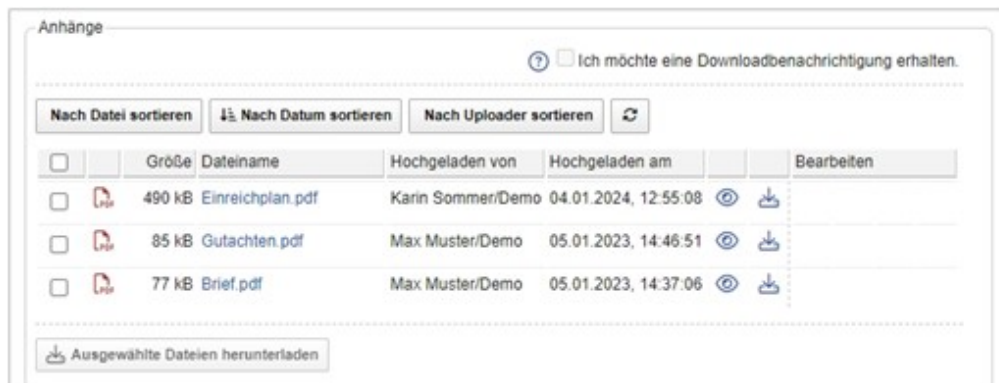 Anhänge
Ich möchte eine Downloadbenachrichtigung erhalten.
Nach Datei sortieren Nach Datum sortieren Nach Uploader sortieren
Größe Dateiname Hochgeladen von Hochgeladen am Bearbeiten
PDF 490 kB Einreichplan.pdf Karin Sommer/Demo 04.01.2024, 12:55:08
PDF 85 kB Gutachten.pdf Max Muster/Demo 05.01.2023, 14:46:51
PDF 77 kB Brief.pdf Max Muster/Demo 05.01.2023, 14:37:06
Ausgewählte Dateien herunterladen